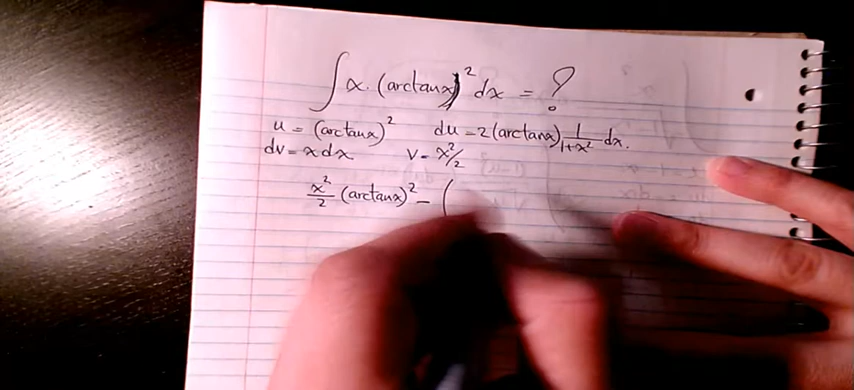 ∫ x. (arctanx)² dx = ?
u = (arctanx)² du = 2 (arctanx) 1/1+x² dx.
dv = x dx v = x²/2
x²/2 (arctanx)² - (